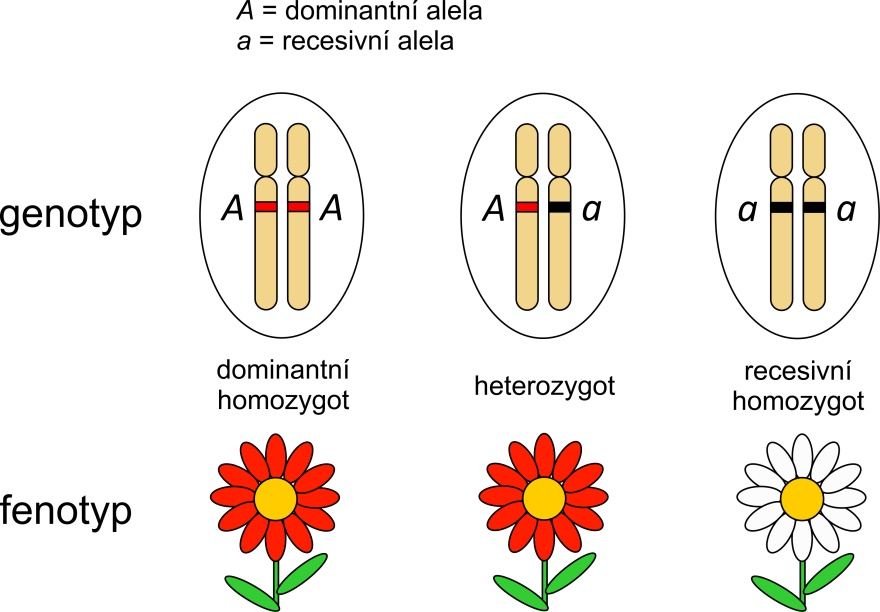 A = dominantní alela
a = recesivní alela
genotyp
A A
A a
a a
dominantní
homozygot
heterozygot
recesivní
homozygot
fenotyp